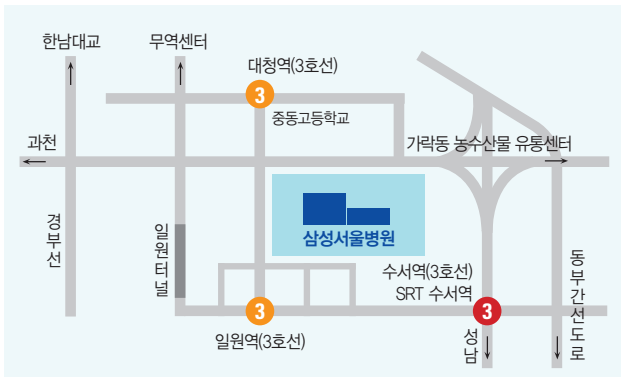 한남대교
무역센터
대청역(3호선)
3
중동고등학교
과천
가락동 농수산물 유통센터
경부선
일원터널
삼성서울병원
수서역(3호선)
SRT 수서역
동부간선도로
3
3
일원역(3호선)
성남